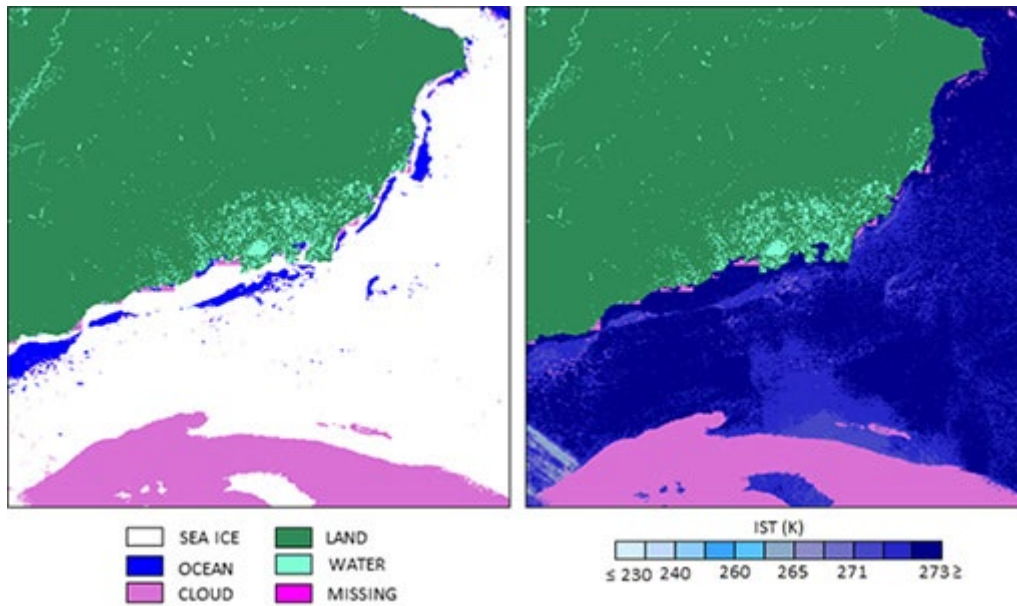 SEA ICE LAND
OCEAN WATER
CLOUD MISSING
IST (K)
≤ 230 240 260 265 271 273 ≥